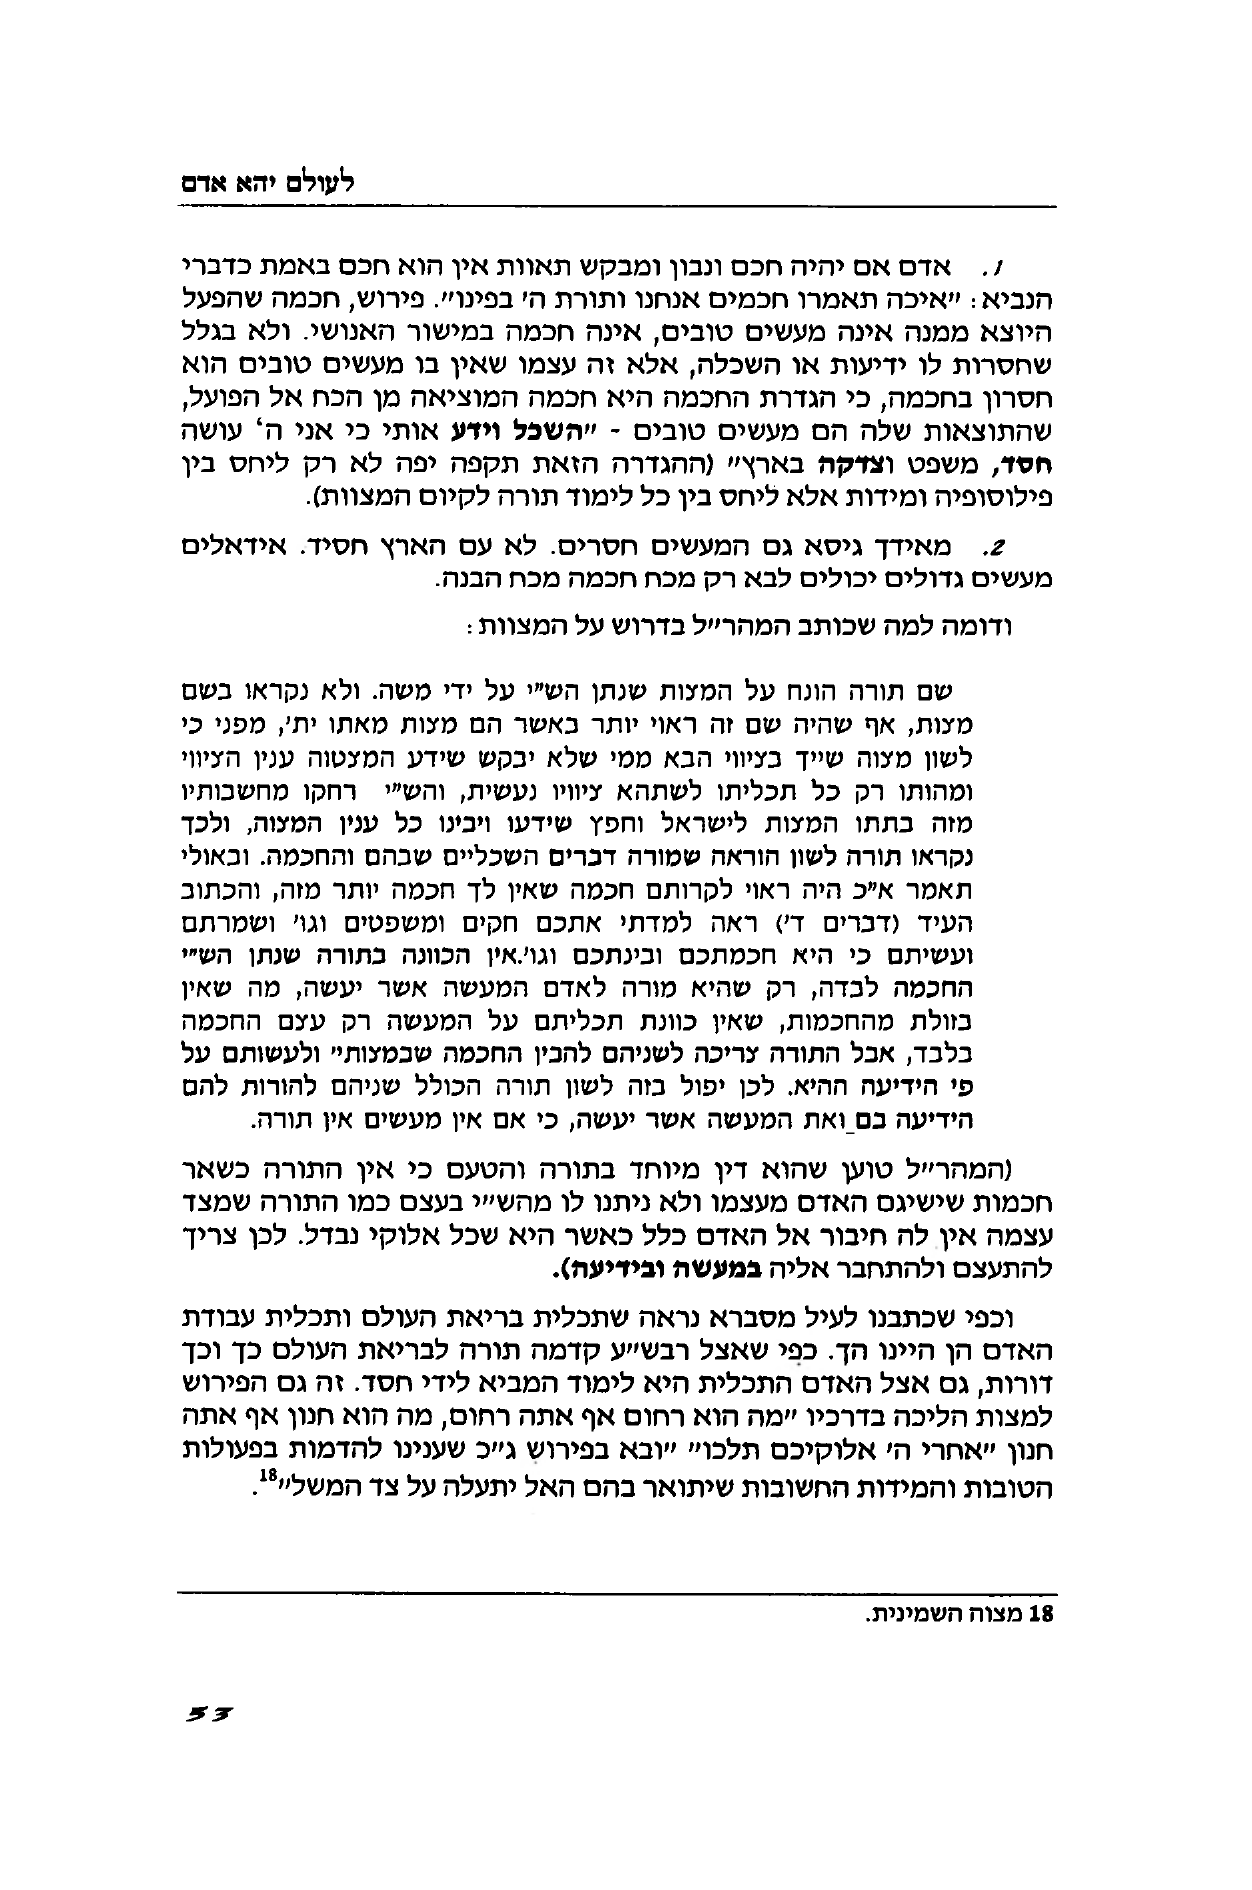 לעולם יהא אדם
1. אדם אם יהיה חכם ונבון ומבקש תאוות אין הוא חכם באמת כדברי
הנביא: "איכה תאמרו חכמים אנחנו ותורת ה' בפינו". פירוש, חכמה שהפעל
היוצא ממנה אינה מעשים טובים, אינה חכמה במישור האנושי. ולא בגלל
שחסרות לו ידיעות או השכלה, אלא זה עצמו שאין בו מעשים טובים הוא
חסרון בחכמה, כי הגדרת החכמה היא חכמה המוציאה מן הכח אל הפועל,
שהתוצאות שלה הם מעשים טובים - "השכל וידע אותי כי אני ה' עושה
חסד, משפט וצדקה בארץ" (ההגדרה הזאת תקפה יפה לא רק ליחס בין
פילוסופיה ומידות אלא ליחס בין כל לימוד תורה לקיום המצוות).
2. מאידך גיסא גם המעשים חסרים. לא עם הארץ חסיד. אידאלים
מעשים גדולים יכולים לבא רק מכח חכמה מכח הבנה.
ודומה למה שכותב המהר"ל בדרוש על המצוות:
שם תורה הונח על המצות שנתן הש"י על ידי משה. ולא נקראו בשם
מצות, אף שהיה שם זה ראוי יותר באשר הם מצות מאתו ית', מפני כי
לשון מצוה שייך בציווי הבא ממי שלא יבקש שידע המצטוה ענין הציווי
ומהותו רק כל תכליתו לשתהא ציוויו נעשית, והש"י רחקו מחשבותיו
מזה בתתו המצות לישראל וחפץ שידעו ויבינו כל ענין המצוה, ולכך
נקראו תורה לשון הוראה שמורה דברים השכליים שבהם והחכמה. ובאולי
תאמר א"כ היה ראוי לקרותם חכמה שאין לך חכמה יותר מזה, והכתוב
העיד (דברים ד') ראה למדתי אתכם חקים ומשפטים וגו' ושמרתם
ועשיתם כי היא חכמתכם ובינתכם וגו'.אין הכוונה בתורה שנתן הש"י
החכמה לבדה, רק שהיא מורה לאדם המעשה אשר יעשה, מה שאין
בזולת מהחכמות, שאין כוונת תכליתם על המעשה רק עצם החכמה
בלבד, אבל התורה צריכה לשניהם להבין החכמה שבמצות" ולעשותם על
פי הידיעה ההיא. לכן יפול בזה לשון תורה הכולל שניהם להורות להם
הידיעה בם_ואת המעשה אשר יעשה, כי אם אין מעשים אין תורה.
(המהר"ל טוען שהוא דין מיוחד בתורה והטעם כי אין התורה כשאר
חכמות שישיגם האדם מעצמו ולא ניתנו לו מהש"י בעצם כמו התורה שמצד
עצמה אין לה חיבור אל האדם כלל כאשר היא שכל אלוקי נבדל. לכן צריך
להתעצם ולהתחבר אליה במעשה ובידיעה).
וכפי שכתבנו לעיל מסברא נראה שתכלית בריאת העולם ותכלית עבודת
האדם הן היינו הך. כפי שאצל רבש"ע קדמה תורה לבריאת העולם כך וכך
דורות, גם אצל האדם התכלית היא לימוד המביא לידי חסד. זה גם הפירוש
למצות הליכה בדרכיו "מה הוא רחום אף אתה רחום, מה הוא חנון אף אתה
חנון "אחרי ה' אלוקיכם תלכו" "ובא בפירוש ג"כ שענינו להדמות בפעולות
הטובות והמידות החשובות שיתואר בהם האל יתעלה על צד המשל"18.
18 מצוה השמינית.
53